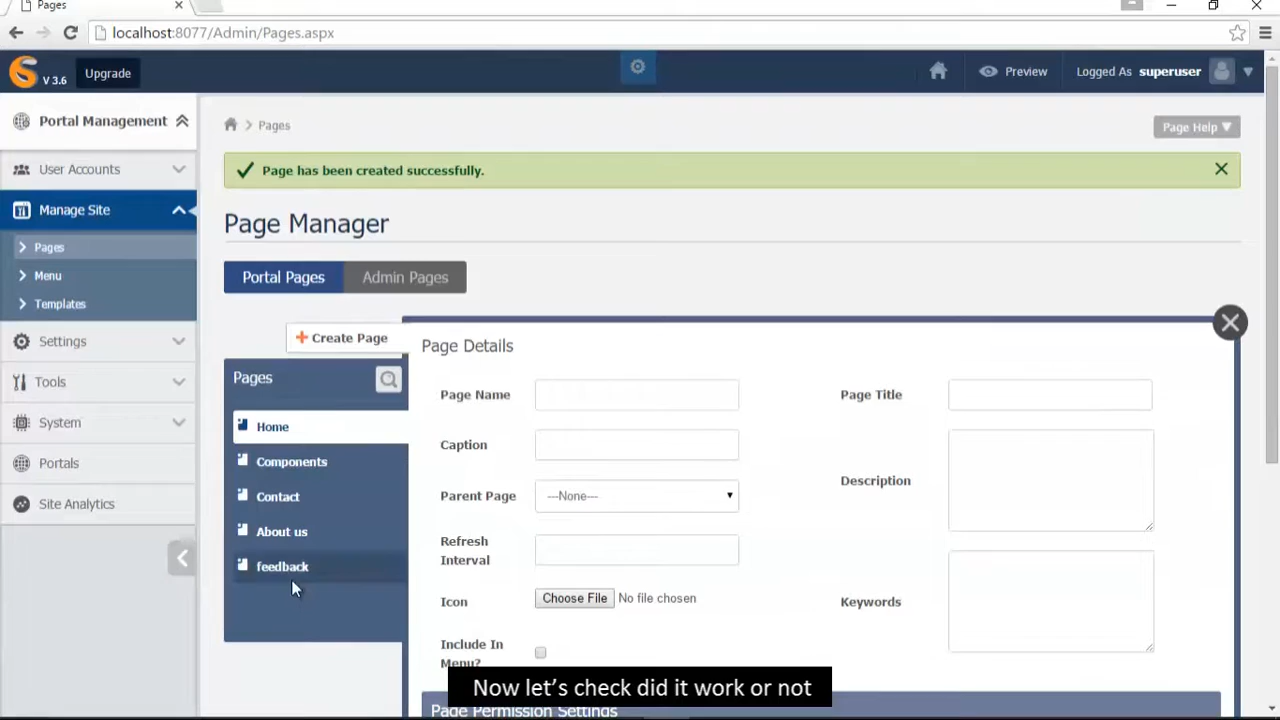 Pages
localhost:8077/Admin/Pages.aspx
V 3.6
Upgrade
Preview
Logged As superuser
Portal Management
Pages
Page Help
User Accounts
Page has been created successfully.
Manage Site
Page Manager
Pages
Portal Pages
Admin Pages
Menu
Templates
Settings
Create Page
Page Details
Tools
Pages
Page Name
Page Title
System
Home
Caption
Portals
Components
Description
Site Analytics
Contact
Parent Page
---None---
About us
Refresh
Interval
feedback
Icon
Choose File No file chosen
Keywords
Include In
Menu?
Now let's check did it work or not
Page Permission Settings